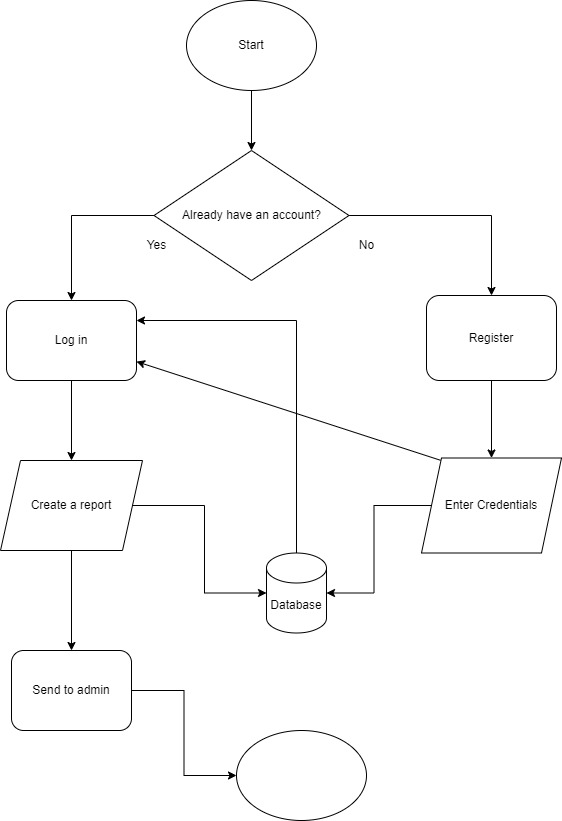 Start
Already have an account?
Yes
No
Log in
Register
Create a report
Enter Credentials
Database
Send to admin